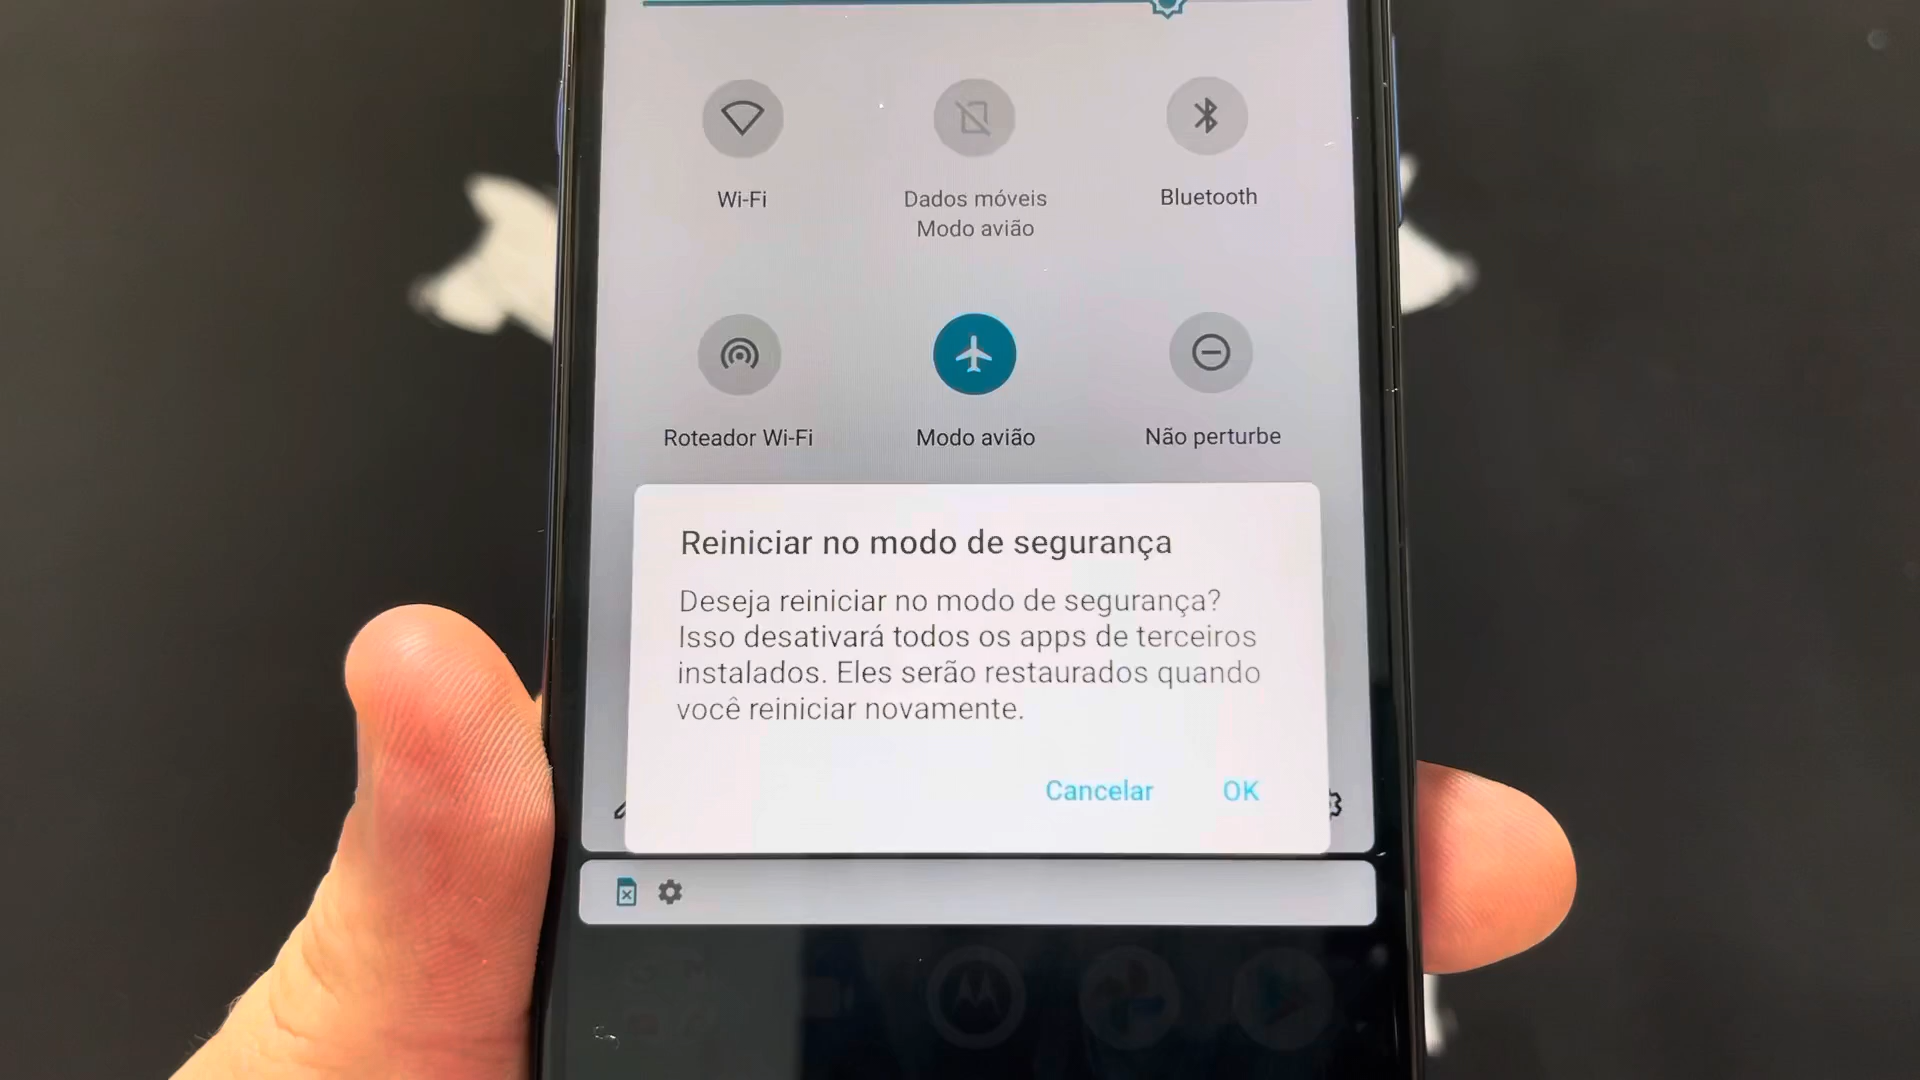 Wi-Fi
Dados móveis
Modo avião
Bluetooth
Roteador Wi-Fi
Modo avião
Não perturbe
Reiniciar no modo de segurança
Deseja reiniciar no modo de segurança?
Isso desativará todos os apps de terceiros
instalados. Eles serão restaurados quando
você reiniciar novamente.
Cancelar
OK